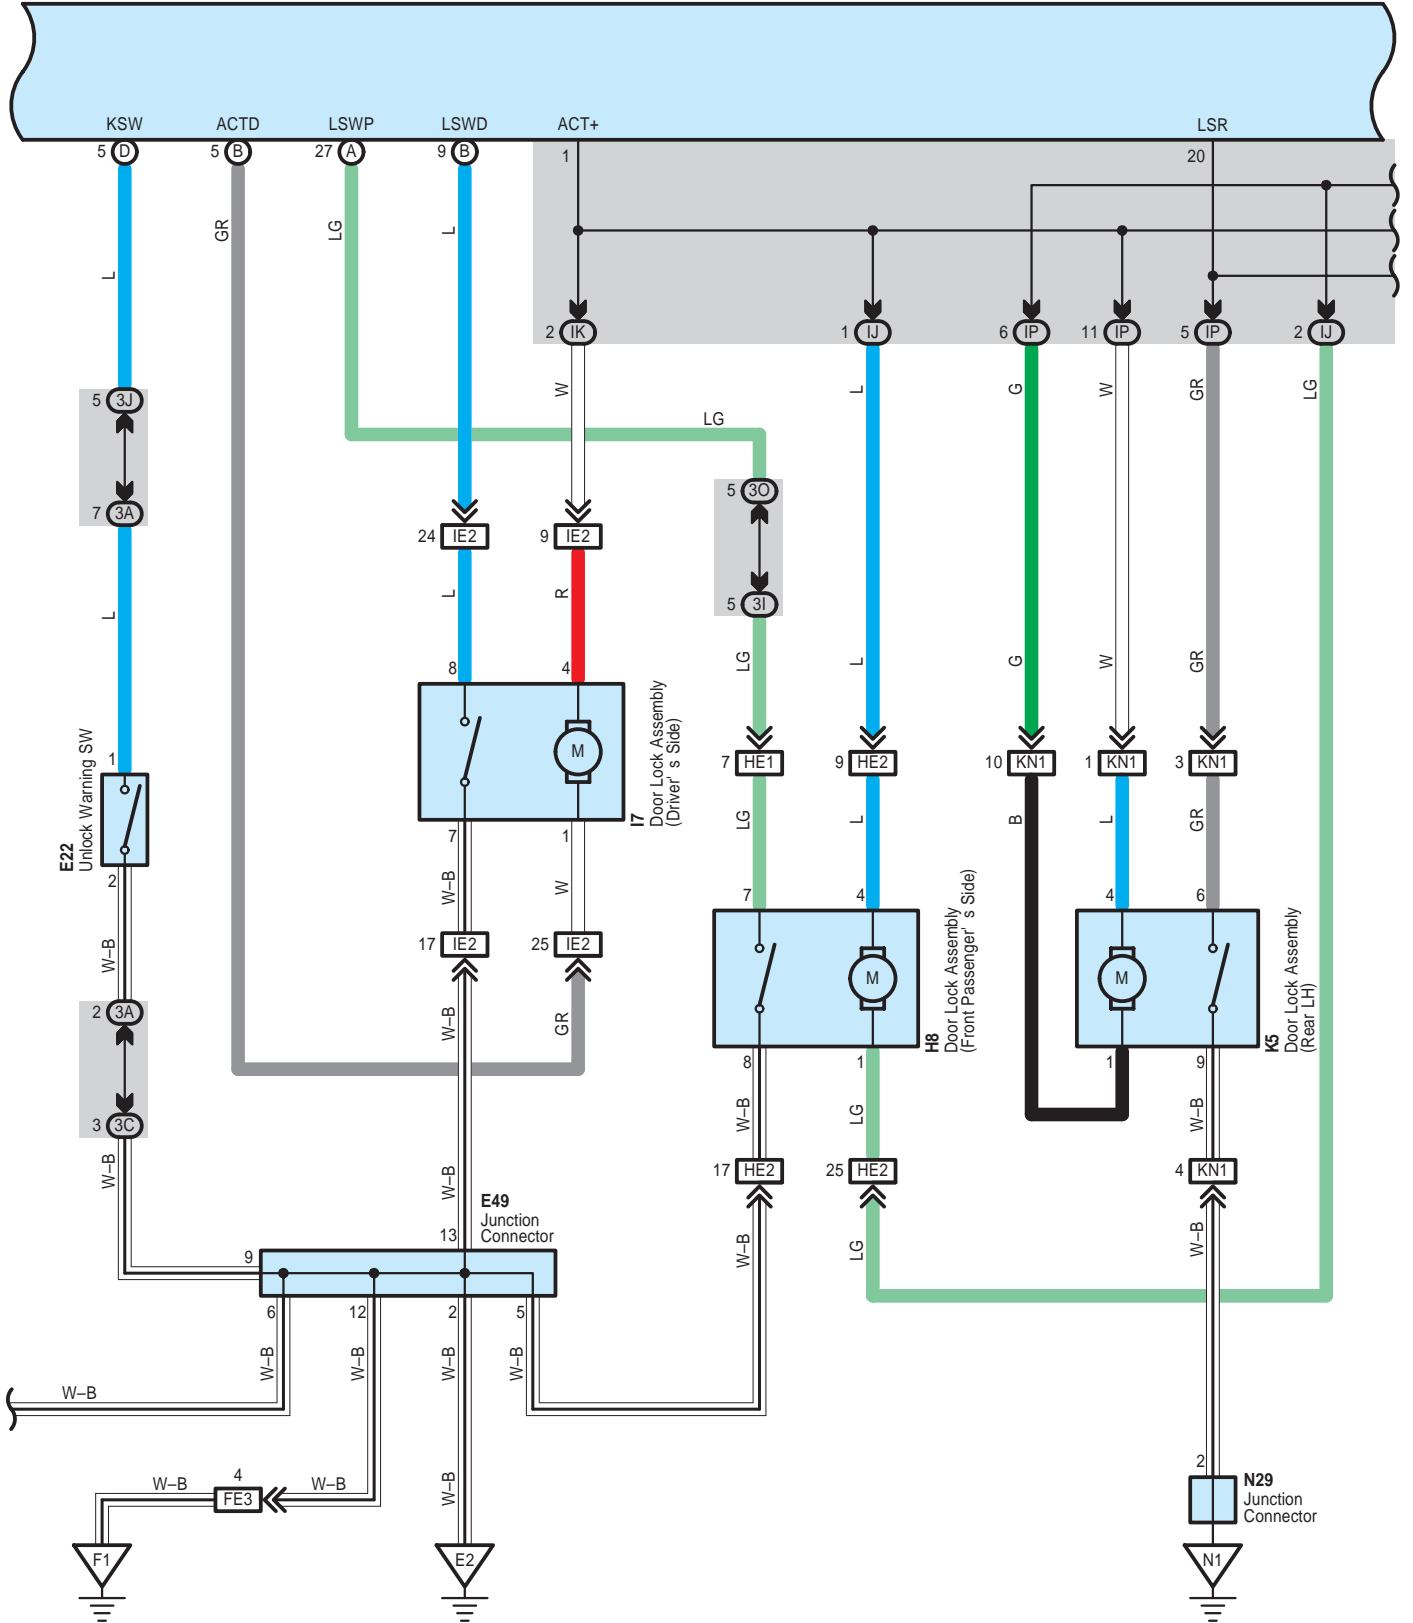 KSW ACTD LSWP LSWD ACT+ LSR
5 D 5 B 27 A 9 B 1 20
L GR LG L
2 IK 1 IJ 6 IP 11 IP 5 IP 2 IJ
W L G W GR LG
5 3J
LG
7 3A
5 3O
24 IE2 9 IE2
L L R
5 3I
8 4
LG L G W GR
M
I7
Door Lock Assembly
(Driver' s Side)
1
E22
Unlock Warning SW
2
7 HE1 9 HE2 10 KN1 1 KN1 3 KN1
7 1
LG L B L GR
W–B W
7 4 4 6
17 IE2 25 IE2
W–B
M
H8
Door Lock Assembly
(Front Passenger' s Side)
M
K5
Door Lock Assembly
(Rear LH)
2 3A
W–B GR
8 1 1 9
3 3C
W–B LG W–B
W–B W–B
17 HE2 25 HE2 4 KN1
E49
Junction
Connector
13
9
W–B LG W–B
6 12 2 5
W–B W–B W–B W–B
W–B
2
N29
Junction
Connector
4
W–B FE3 W–B
W–B
F1 E2 N1